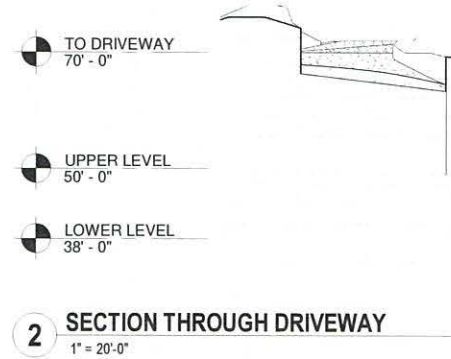 TO DRIVEWAY
70' - 0"
UPPER LEVEL
50' - 0"
LOWER LEVEL
38' - 0"
2 SECTION THROUGH DRIVEWAY
1" = 20'-0"